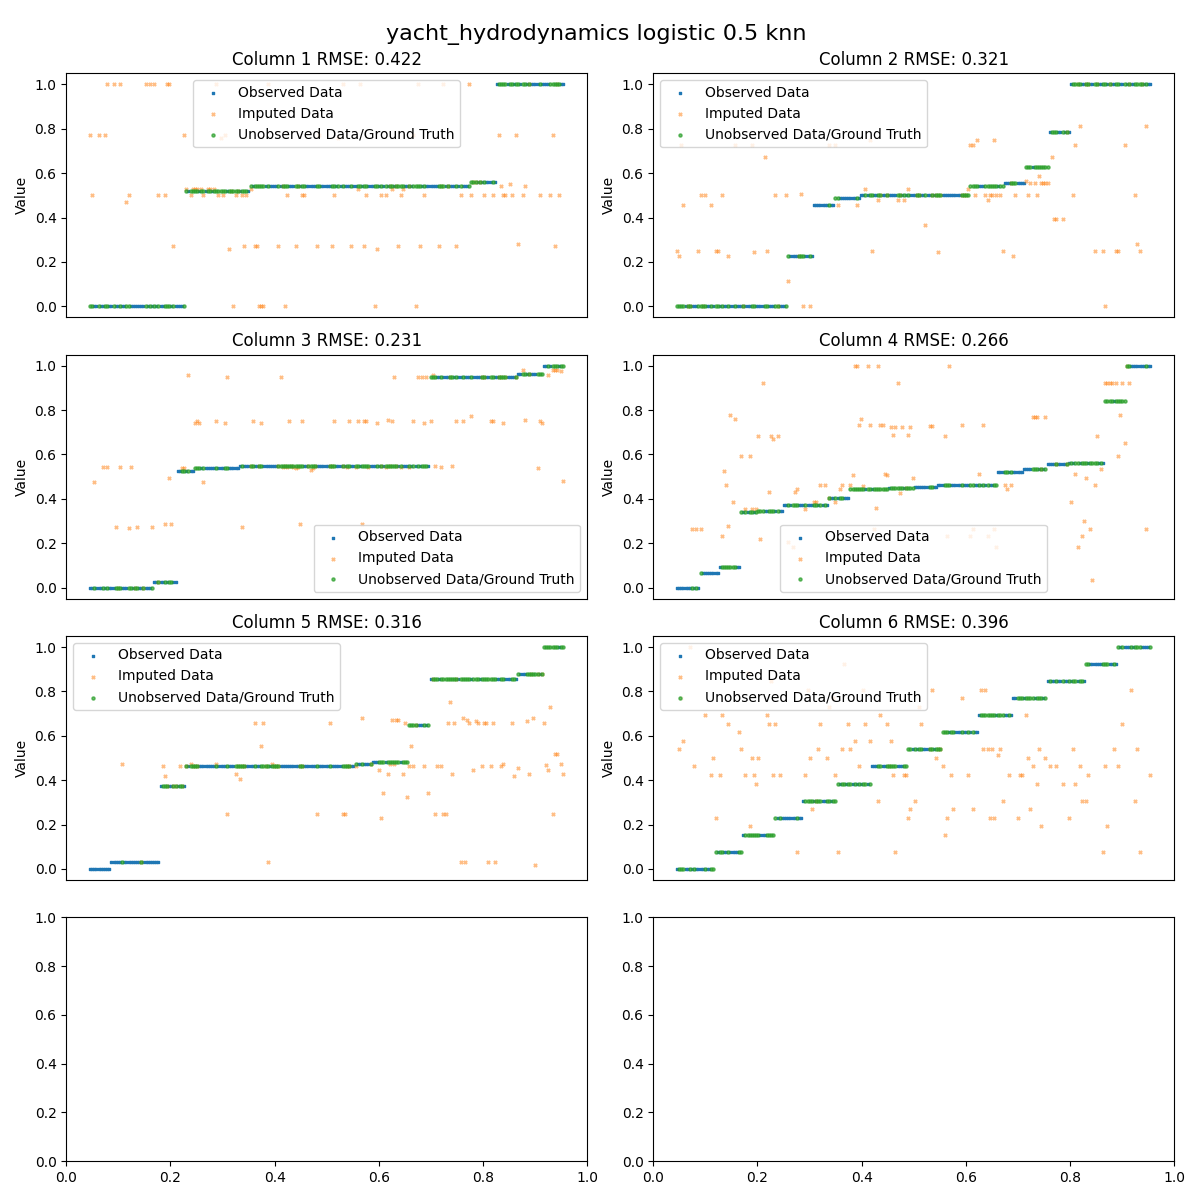 yacht_hydrodynamics logistic 0.5 knn
Column 1 RMSE: 0.422
1.0
0.8
0.6
0.4
0.2
0.0
Value
Observed Data
Imputed Data
Unobserved Data/Ground Truth
Column 2 RMSE: 0.321
1.0
0.8
0.6
0.4
0.2
0.0
Value
Observed Data
Imputed Data
Unobserved Data/Ground Truth
Column 3 RMSE: 0.231
1.0
0.8
0.6
0.4
0.2
0.0
Value
Observed Data
Imputed Data
Unobserved Data/Ground Truth
Column 4 RMSE: 0.266
1.0
0.8
0.6
0.4
0.2
0.0
Value
Observed Data
Imputed Data
Unobserved Data/Ground Truth
Column 5 RMSE: 0.316
1.0
0.8
0.6
0.4
0.2
0.0
Value
Observed Data
Imputed Data
Unobserved Data/Ground Truth
Column 6 RMSE: 0.396
1.0
0.8
0.6
0.4
0.2
0.0
Value
Observed Data
Imputed Data
Unobserved Data/Ground Truth
1.0
0.8
0.6
0.4
0.2
0.0
0.0 0.2 0.4 0.6 0.8 1.0
1.0
0.8
0.6
0.4
0.2
0.0
0.0 0.2 0.4 0.6 0.8 1.0